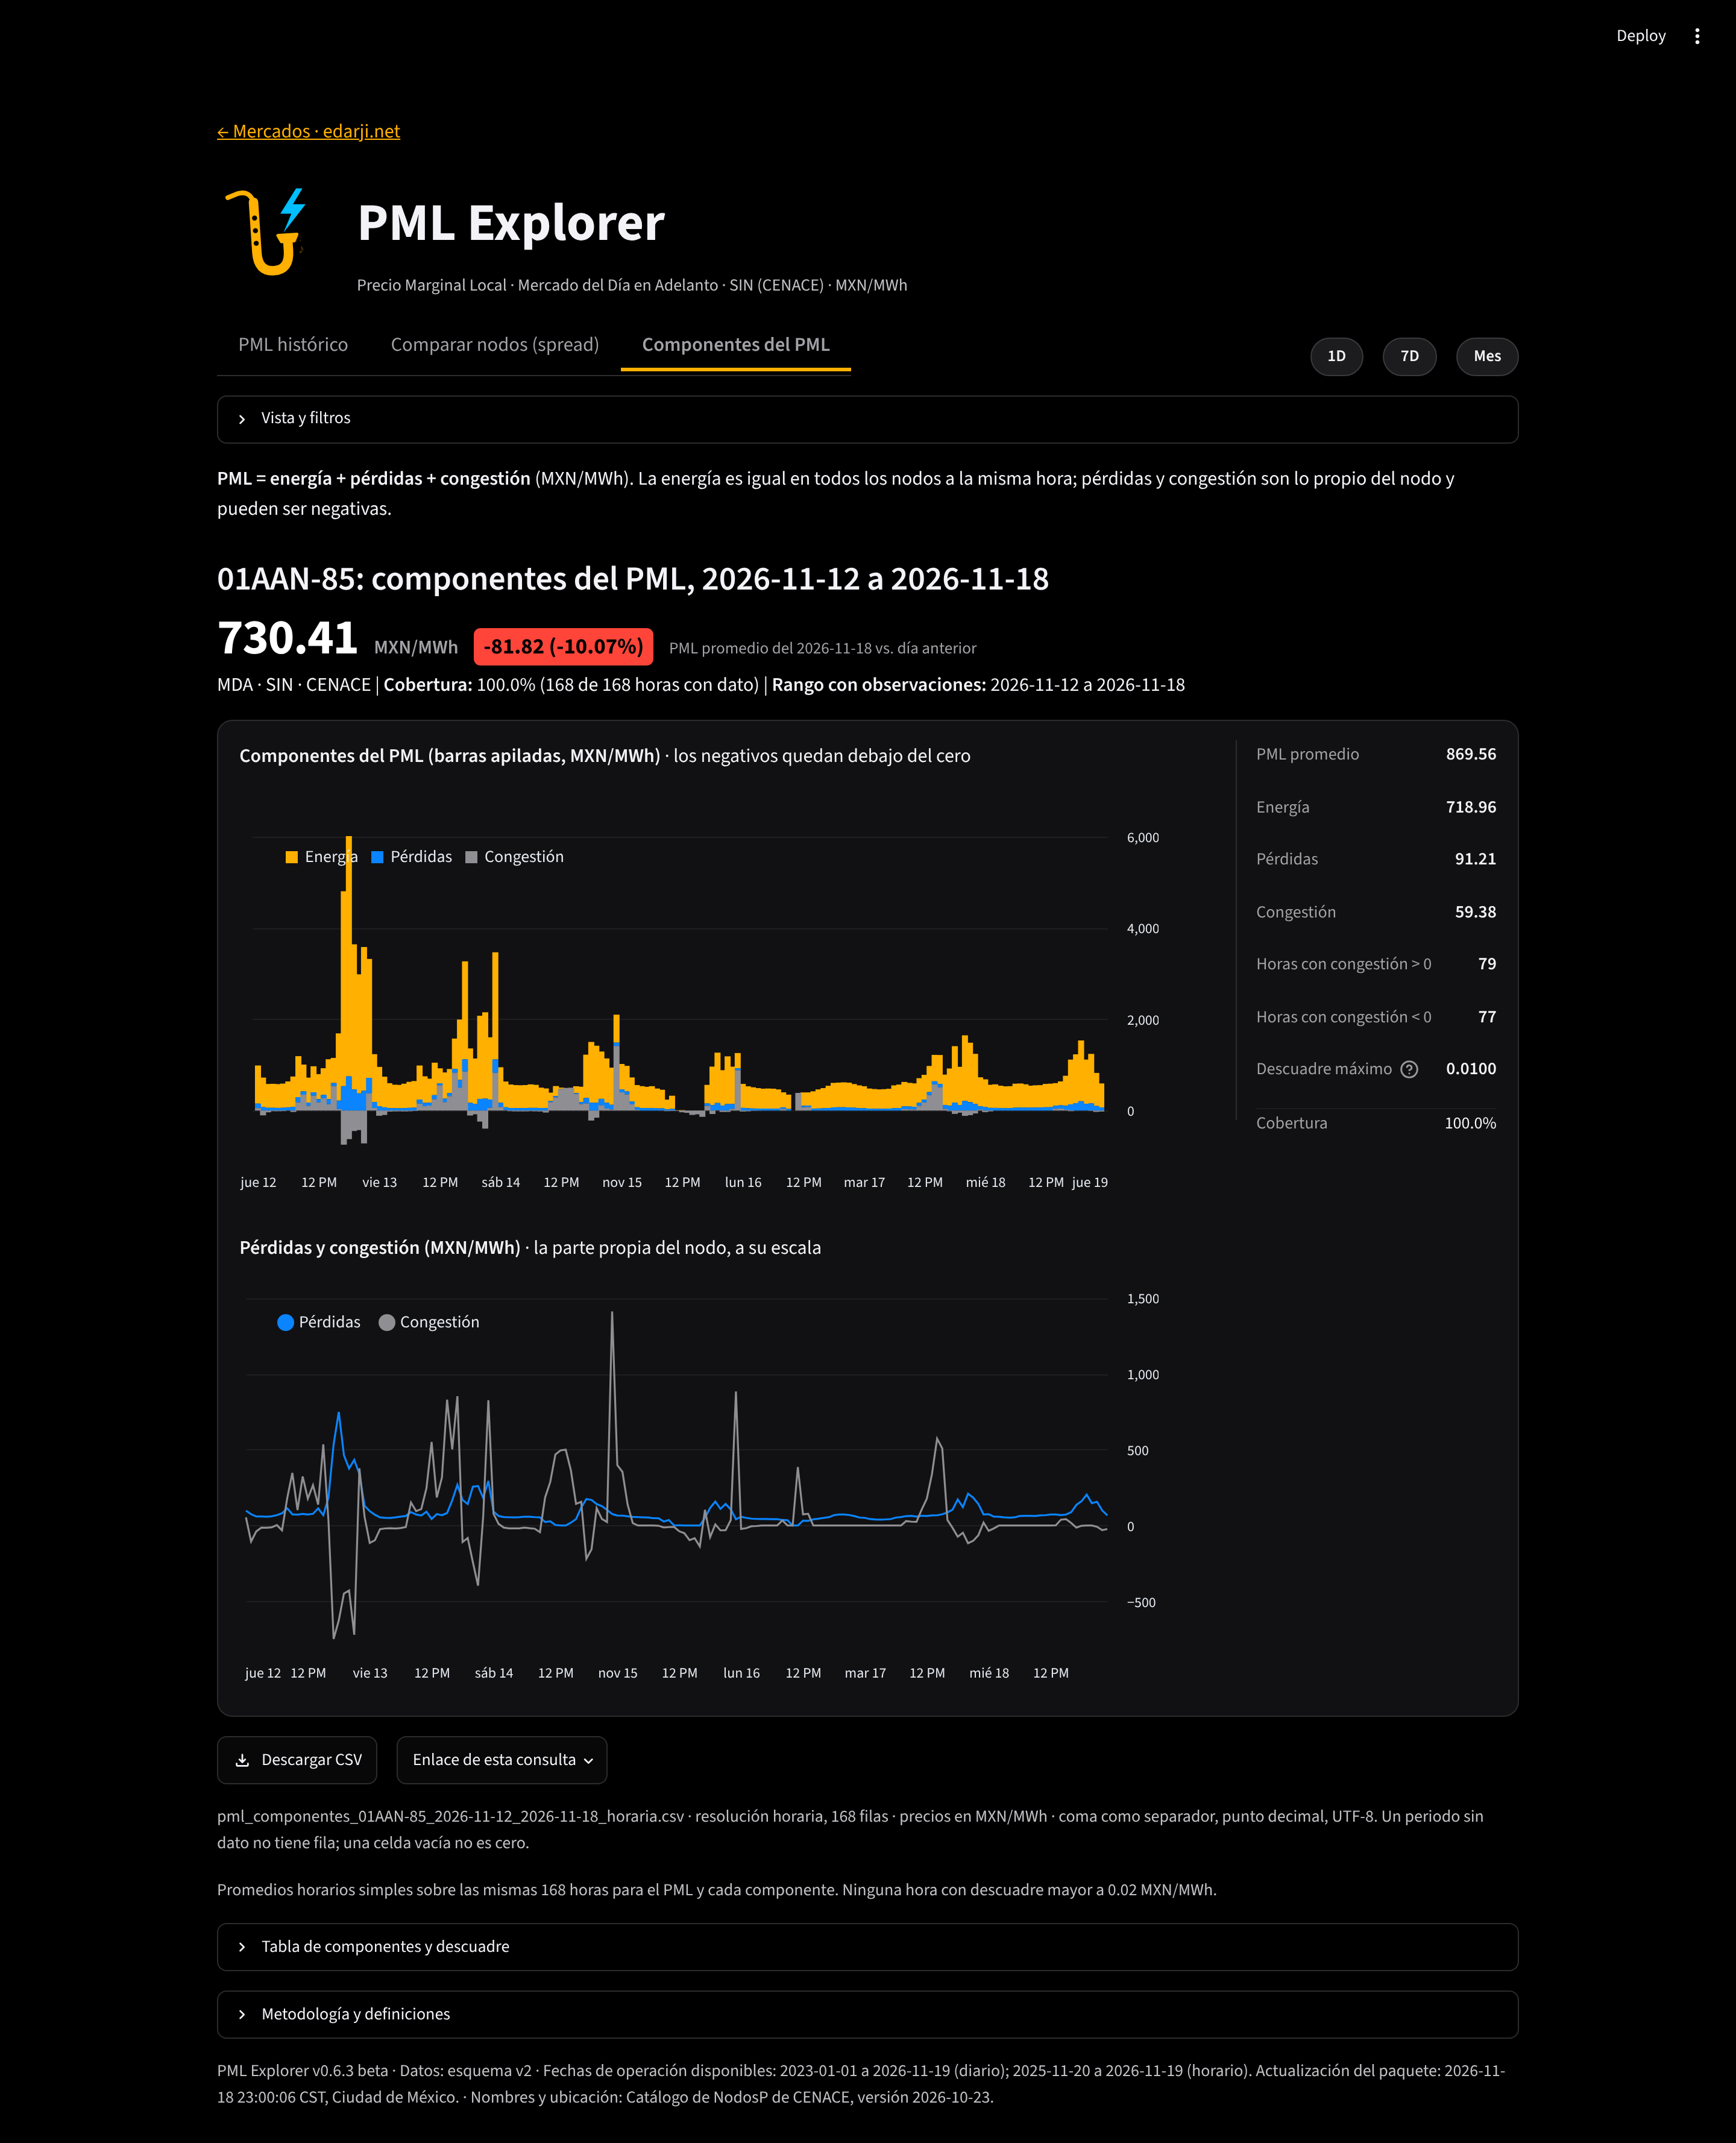 Deploy
← Mercados · edarji.net
PML Explorer
Precio Marginal Local · Mercado del Día en Adelanto · SIN (CENACE) · MXN/MWh
PML histórico
Comparar nodos (spread)
Componentes del PML
1D
7D
Mes
Vista y filtros
PML = energía + pérdidas + congestión (MXN/MWh). La energía es igual en todos los nodos a la misma hora; pérdidas y congestión son lo propio del nodo y
pueden ser negativas.
01AAN-85: componentes del PML, 2026-11-12 a 2026-11-18
730.41 MXN/MWh -81.82 (-10.07%) PML promedio del 2026-11-18 vs. día anterior
MDA · SIN · CENACE | Cobertura: 100.0% (168 de 168 horas con dato) | Rango con observaciones: 2026-11-12 a 2026-11-18
Componentes del PML (barras apiladas, MXN/MWh) · los negativos quedan debajo del cero
Energía Pérdidas Congestión
6,000
4,000
2,000
0
jue 12 12 PM vie 13 12 PM sáb 14 12 PM nov 15 12 PM lun 16 12 PM mar 17 12 PM mié 18 12 PM jue 19
PML promedio 869.56
Energía 718.96
Pérdidas 91.21
Congestión 59.38
Horas con congestión > 0 79
Horas con congestión < 0 77
Descuadre máximo 0.0100
Cobertura 100.0%
Pérdidas y congestión (MXN/MWh) · la parte propia del nodo, a su escala
Pérdidas Congestión
1,500
1,000
500
0
−500
jue 12 12 PM vie 13 12 PM sáb 14 12 PM nov 15 12 PM lun 16 12 PM mar 17 12 PM mié 18 12 PM
Descargar CSV
Enlace de esta consulta
pml_componentes_01AAN-85_2026-11-12_2026-11-18_horaria.csv · resolución horaria, 168 filas · precios en MXN/MWh · coma como separador, punto decimal, UTF-8. Un periodo sin
dato no tiene fila; una celda vacía no es cero.
Promedios horarios simples sobre las mismas 168 horas para el PML y cada componente. Ninguna hora con descuadre mayor a 0.02 MXN/MWh.
Tabla de componentes y descuadre
Metodología y definiciones
PML Explorer v0.6.3 beta · Datos: esquema v2 · Fechas de operación disponibles: 2023-01-01 a 2026-11-19 (diario); 2025-11-20 a 2026-11-19 (horario). Actualización del paquete: 2026-11-
18 23:00:06 CST, Ciudad de México. · Nombres y ubicación: Catálogo de NodosP de CENACE, versión 2026-10-23.